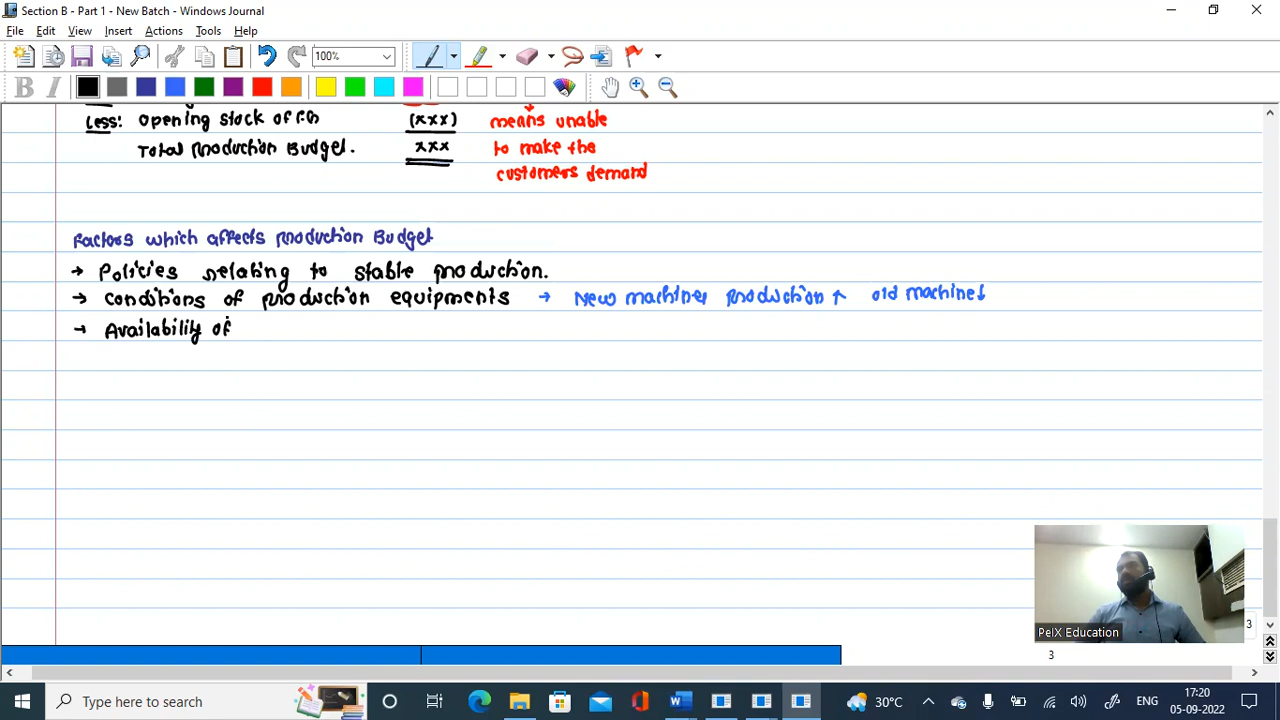 Section B - Part 1 - New Batch - Windows Journal
File Edit View Insert Actions Tools Help
100%
B I
Less: Opening stock of F.G (xxx) means unable
Total Production Budget. xxx to make the
customers demand
Factors which affects Production Budget
→ Policies relating to stable production.
→ Conditions of production equipments → New machines production ↑ old machine↓
→ Availability of
PelX Education
3
3
Type here to search
30°C
ENG
17:20
05-09-2022